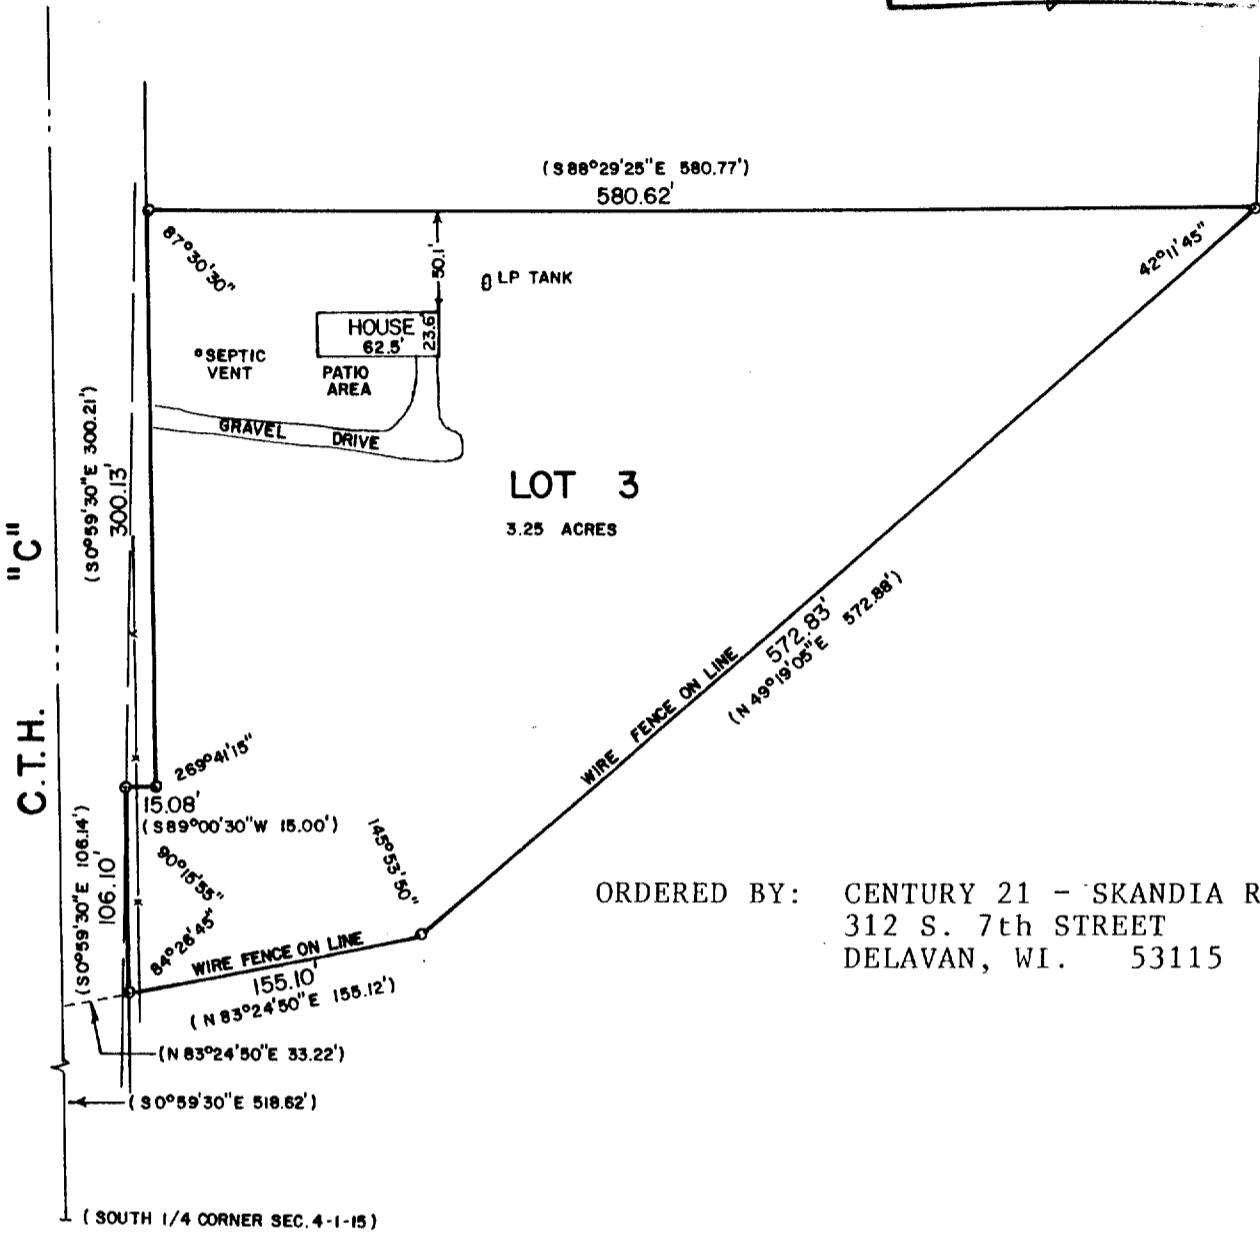 (S88°29'25"E 580.77')
580.62'
87°30'30"
42°11'45"
50.1'
LP TANK
HOUSE
62.5'
23.6'
SEPTIC
VENT
PATIO
AREA
GRAVEL DRIVE
(S0°59'30"E 300.21')
300.13'
LOT 3
3.25 ACRES
C.T.H. "C"
572.83'
(N 49°19'05"E 572.88')
WIRE FENCE ON LINE
269°41'15"
15.08'
(S89°00'30"W 15.00')
(S0°59'30"E 106.14')
106.10'
90°15'55"
145°53'50"
84°26'45"
WIRE FENCE ON LINE
155.10'
(N 83°24'50"E 155.12')
ORDERED BY: CENTURY 21 - SKANDIA R
312 S. 7th STREET
DELAVAN, WI. 53115
(N 83°24'50"E 33.22')
(S0°59'30"E 518.62')
(SOUTH 1/4 CORNER SEC. 4-1-15)